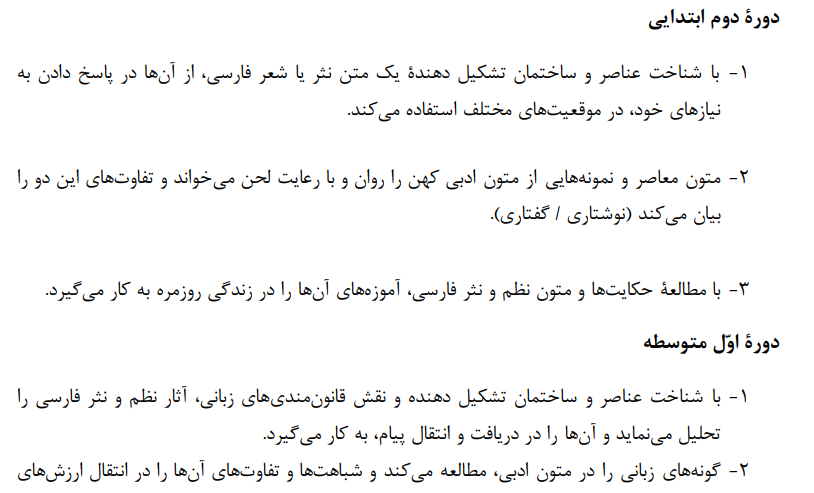 دورهٔ دوم ابتدایی
۱- با شناخت عناصر و ساختمان تشکیل دهندهٔ یک متن نثر یا شعر فارسی، از آن‌ها در پاسخ دادن به
نیازهای خود، در موقعیت‌های مختلف استفاده می‌کند.
۲- متون معاصر و نمونه‌هایی از متون ادبی کهن را روان و با رعایت لحن می‌خواند و تفاوت‌های این دو را
بیان می‌کند (نوشتاری / گفتاری).
۳- با مطالعهٔ حکایت‌ها و متون نظم و نثر فارسی، آموزه‌های آن‌ها را در زندگی روزمره به کار می‌گیرد.
دورهٔ اوّل متوسطه
۱- با شناخت عناصر و ساختمان تشکیل دهنده و نقش قانون‌مندی‌های زبانی، آثار نظم و نثر فارسی را
تحلیل می‌نماید و آن‌ها را در دریافت و انتقال پیام، به کار می‌گیرد.
۲- گونه‌های زبانی را در متون ادبی، مطالعه می‌کند و شباهت‌ها و تفاوت‌های آن‌ها را در انتقال ارزش‌های